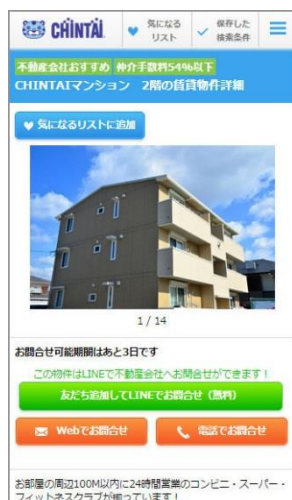 CHINTAI
気になる
リスト
保存した
検索条件
不動産会社おすすめ 仲介手数料54%以下
CHINTAIマンション 2階の賃貸物件詳細
気になるリストに追加
1 / 14
お問合せ可能期間はあと3日です
この物件はLINEで不動産会社へお問合せができます！
友だち追加してLINEでお問合せ（無料）
Webでお問合せ
電話でお問合せ
お部屋の周辺100M以内に24時間営業のコンビニ・スーパー・
フィットネスクラブが揃っています！